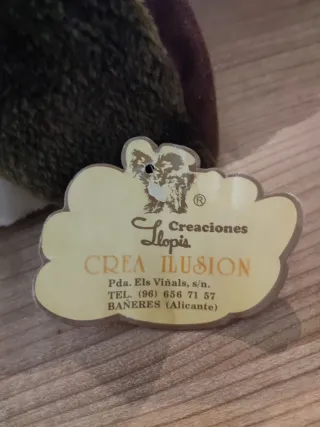 ®
Creaciones
Llopis
CREA ILUSION
Pda. Els Viñals, s/n.
TEL. (96) 656 71 57
BAÑERES (Alicante)